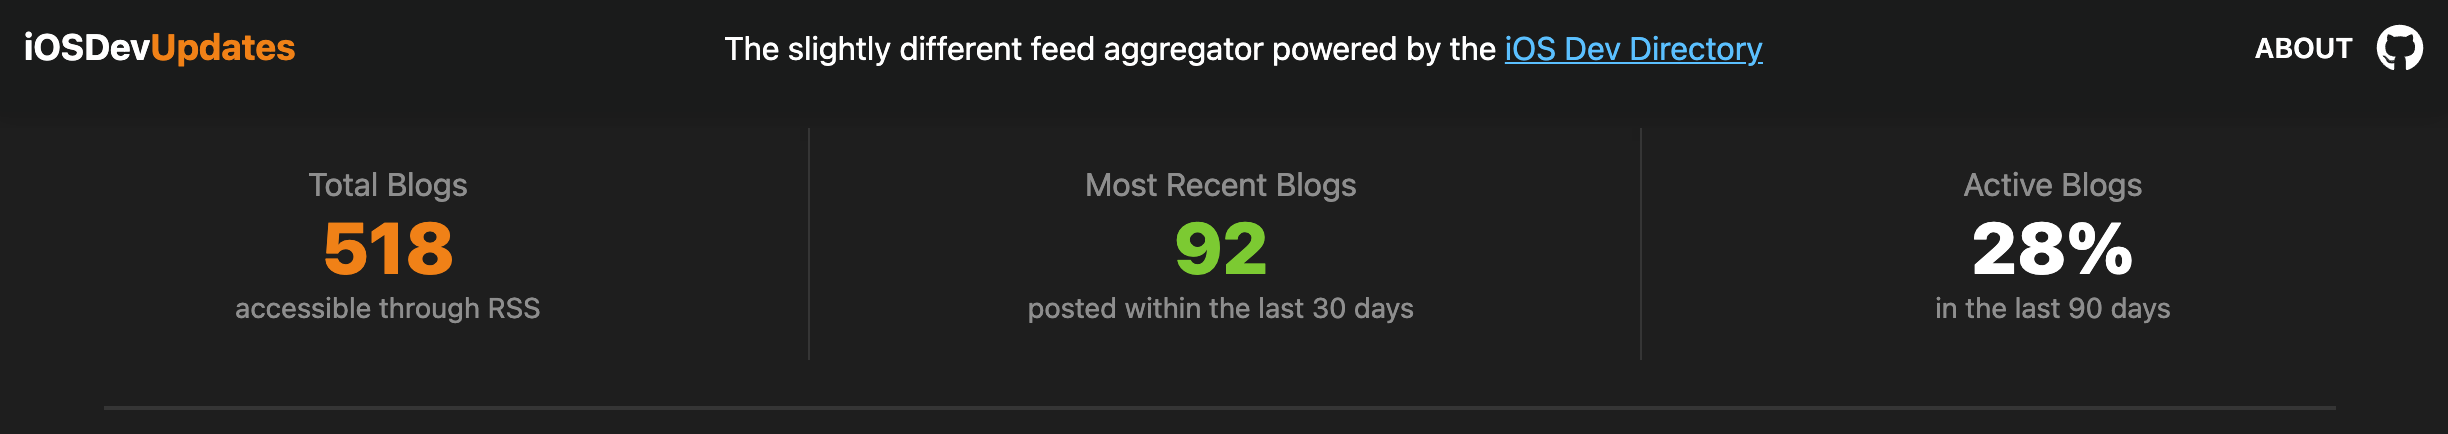 iOSDevUpdates
The slightly different feed aggregator powered by the iOS Dev Directory
ABOUT
Total Blogs
518
accessible through RSS
Most Recent Blogs
92
posted within the last 30 days
Active Blogs
28%
in the last 90 days